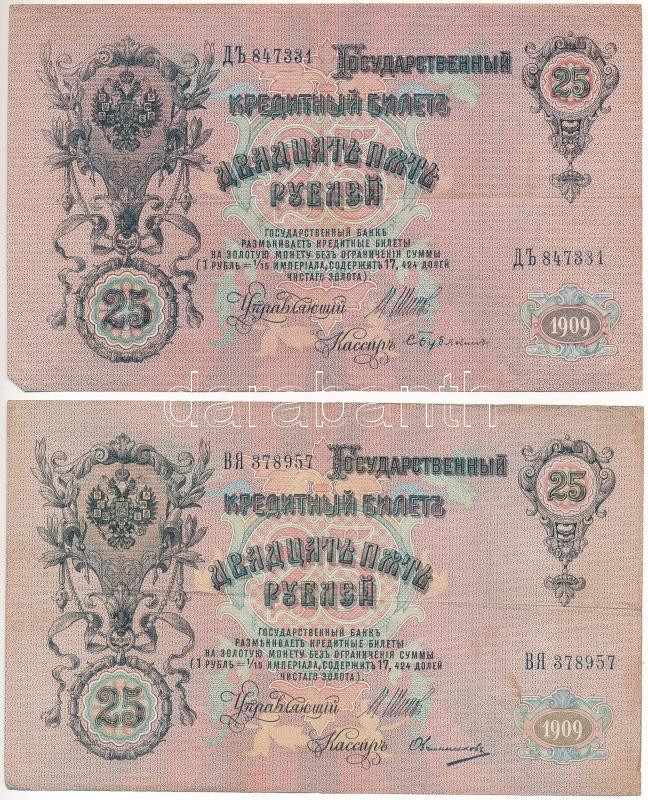 ДЪ 847331 Государственный
25
Кредитный Билетъ
Двадцать пять
Рублей
Государственный банкъ
размѣниваетъ кредитные билеты
на золотую монету безъ ограниченія суммы
(1 рубль = 1/15 имперіала, содержитъ 17,424 долей
чистаго золота).
ДЪ 847331
25
Управляющій
Кассиръ
1909
darabanth
ВЯ 378957 Государственный
25
Кредитный Билетъ
Двадцать пять
Рублей
Государственный банкъ
размѣниваетъ кредитные билеты
на золотую монету безъ ограниченія суммы
(1 рубль = 1/15 имперіала, содержитъ 17,424 долей
чистаго золота).
ВЯ 378957
25
Управляющій
Кассиръ Овчинниковъ
1909